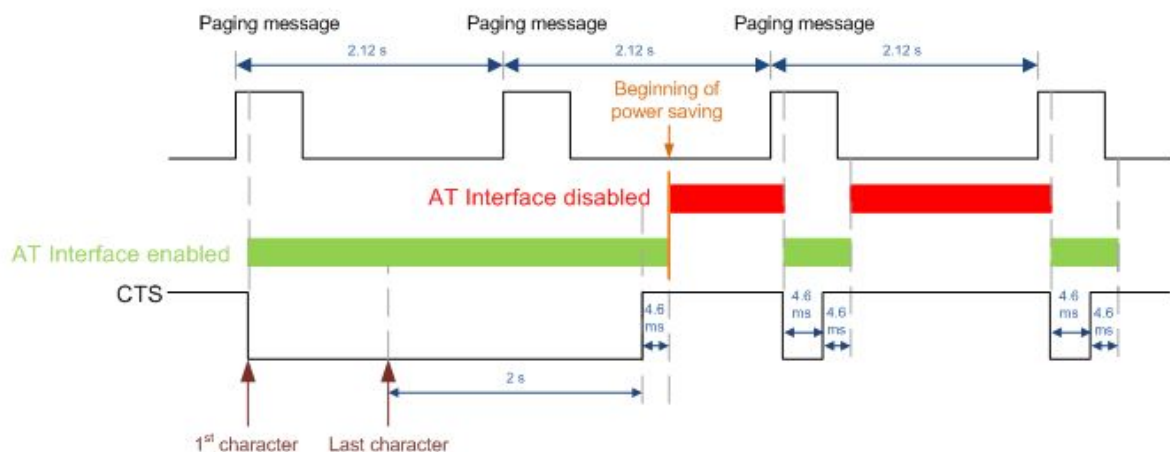 Paging message
Paging message
Paging message
2.12 s
2.12 s
2.12 s
Beginning of
power saving
AT Interface disabled
AT Interface enabled
CTS
4.6
ms
4.6
ms
4.6
ms
4.6
ms
4.6
ms
2 s
1st character
Last character